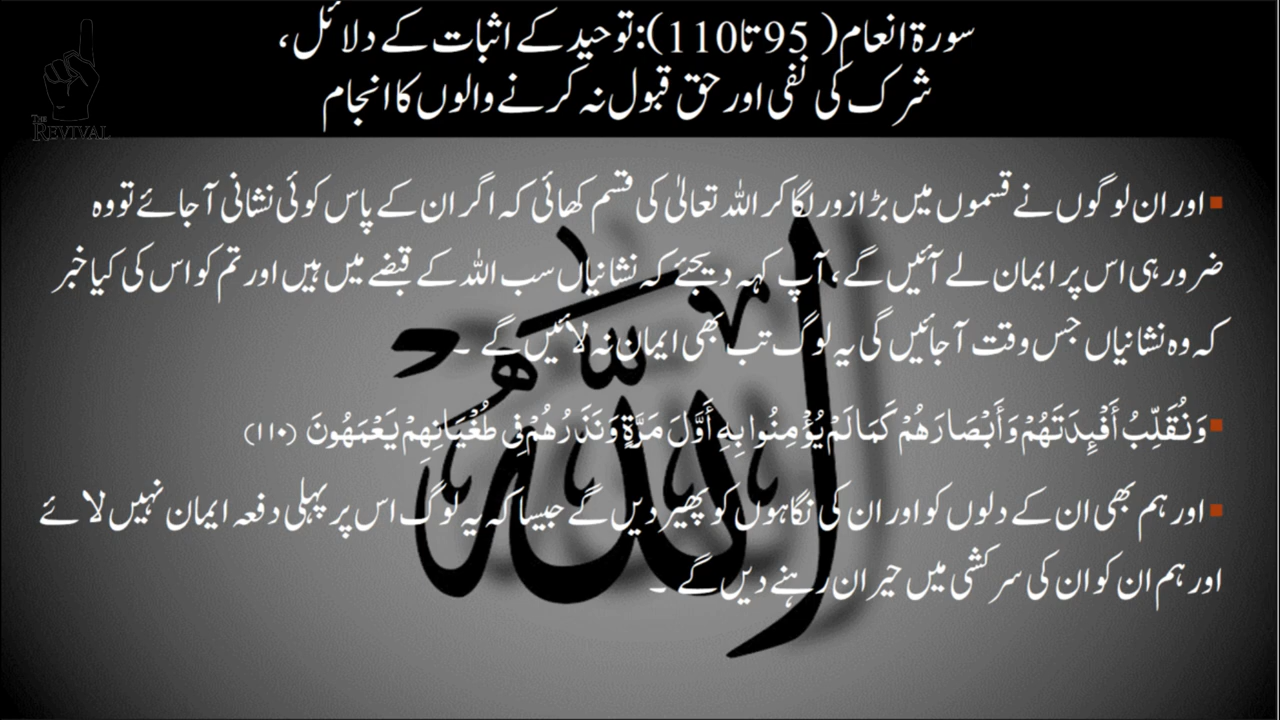 سورۃ انعام( 95 تا110):توحید کے اثبات کے دلائل،
شرک کی نفی اور حق قبول نہ کرنے والوں کا انجام
THE
REVIVAL
اور ان لوگوں نے قسموں میں بڑا زور لگا کر اللہ تعالیٰ کی قسم کھائی کہ اگر ان کے پاس کوئی نشانی آجائے تو وہ
ضرور ہی اس پر ایمان لے آئیں گے، آپ کہہ دیجئے کہ نشانیاں سب اللہ کے قبضے میں ہیں اور تم کو اس کی کیا خبر
کہ وہ نشانیاں جس وقت آجائیں گی یہ لوگ تب بھی ایمان نہ لائیں گے ۔
وَنُقَلِّبُ أَفْئِدَتَهُمْ وَأَبْصَارَهُمْ كَمَا لَمْ يُؤْمِنُوا بِهِ أَوَّلَ مَرَّةٍ وَنَذَرُهُمْ فِي طُغْيَانِهِمْ يَعْمَهُونَ (١١٠)
اور ہم بھی ان کے دلوں کو اور ان کی نگاہوں کو پھیر دیں گے جیسا کہ یہ لوگ اس پر پہلی دفعہ ایمان نہیں لائے
اور ہم ان کو ان کی سرکشی میں حیران رہنے دیں گے ۔
الله